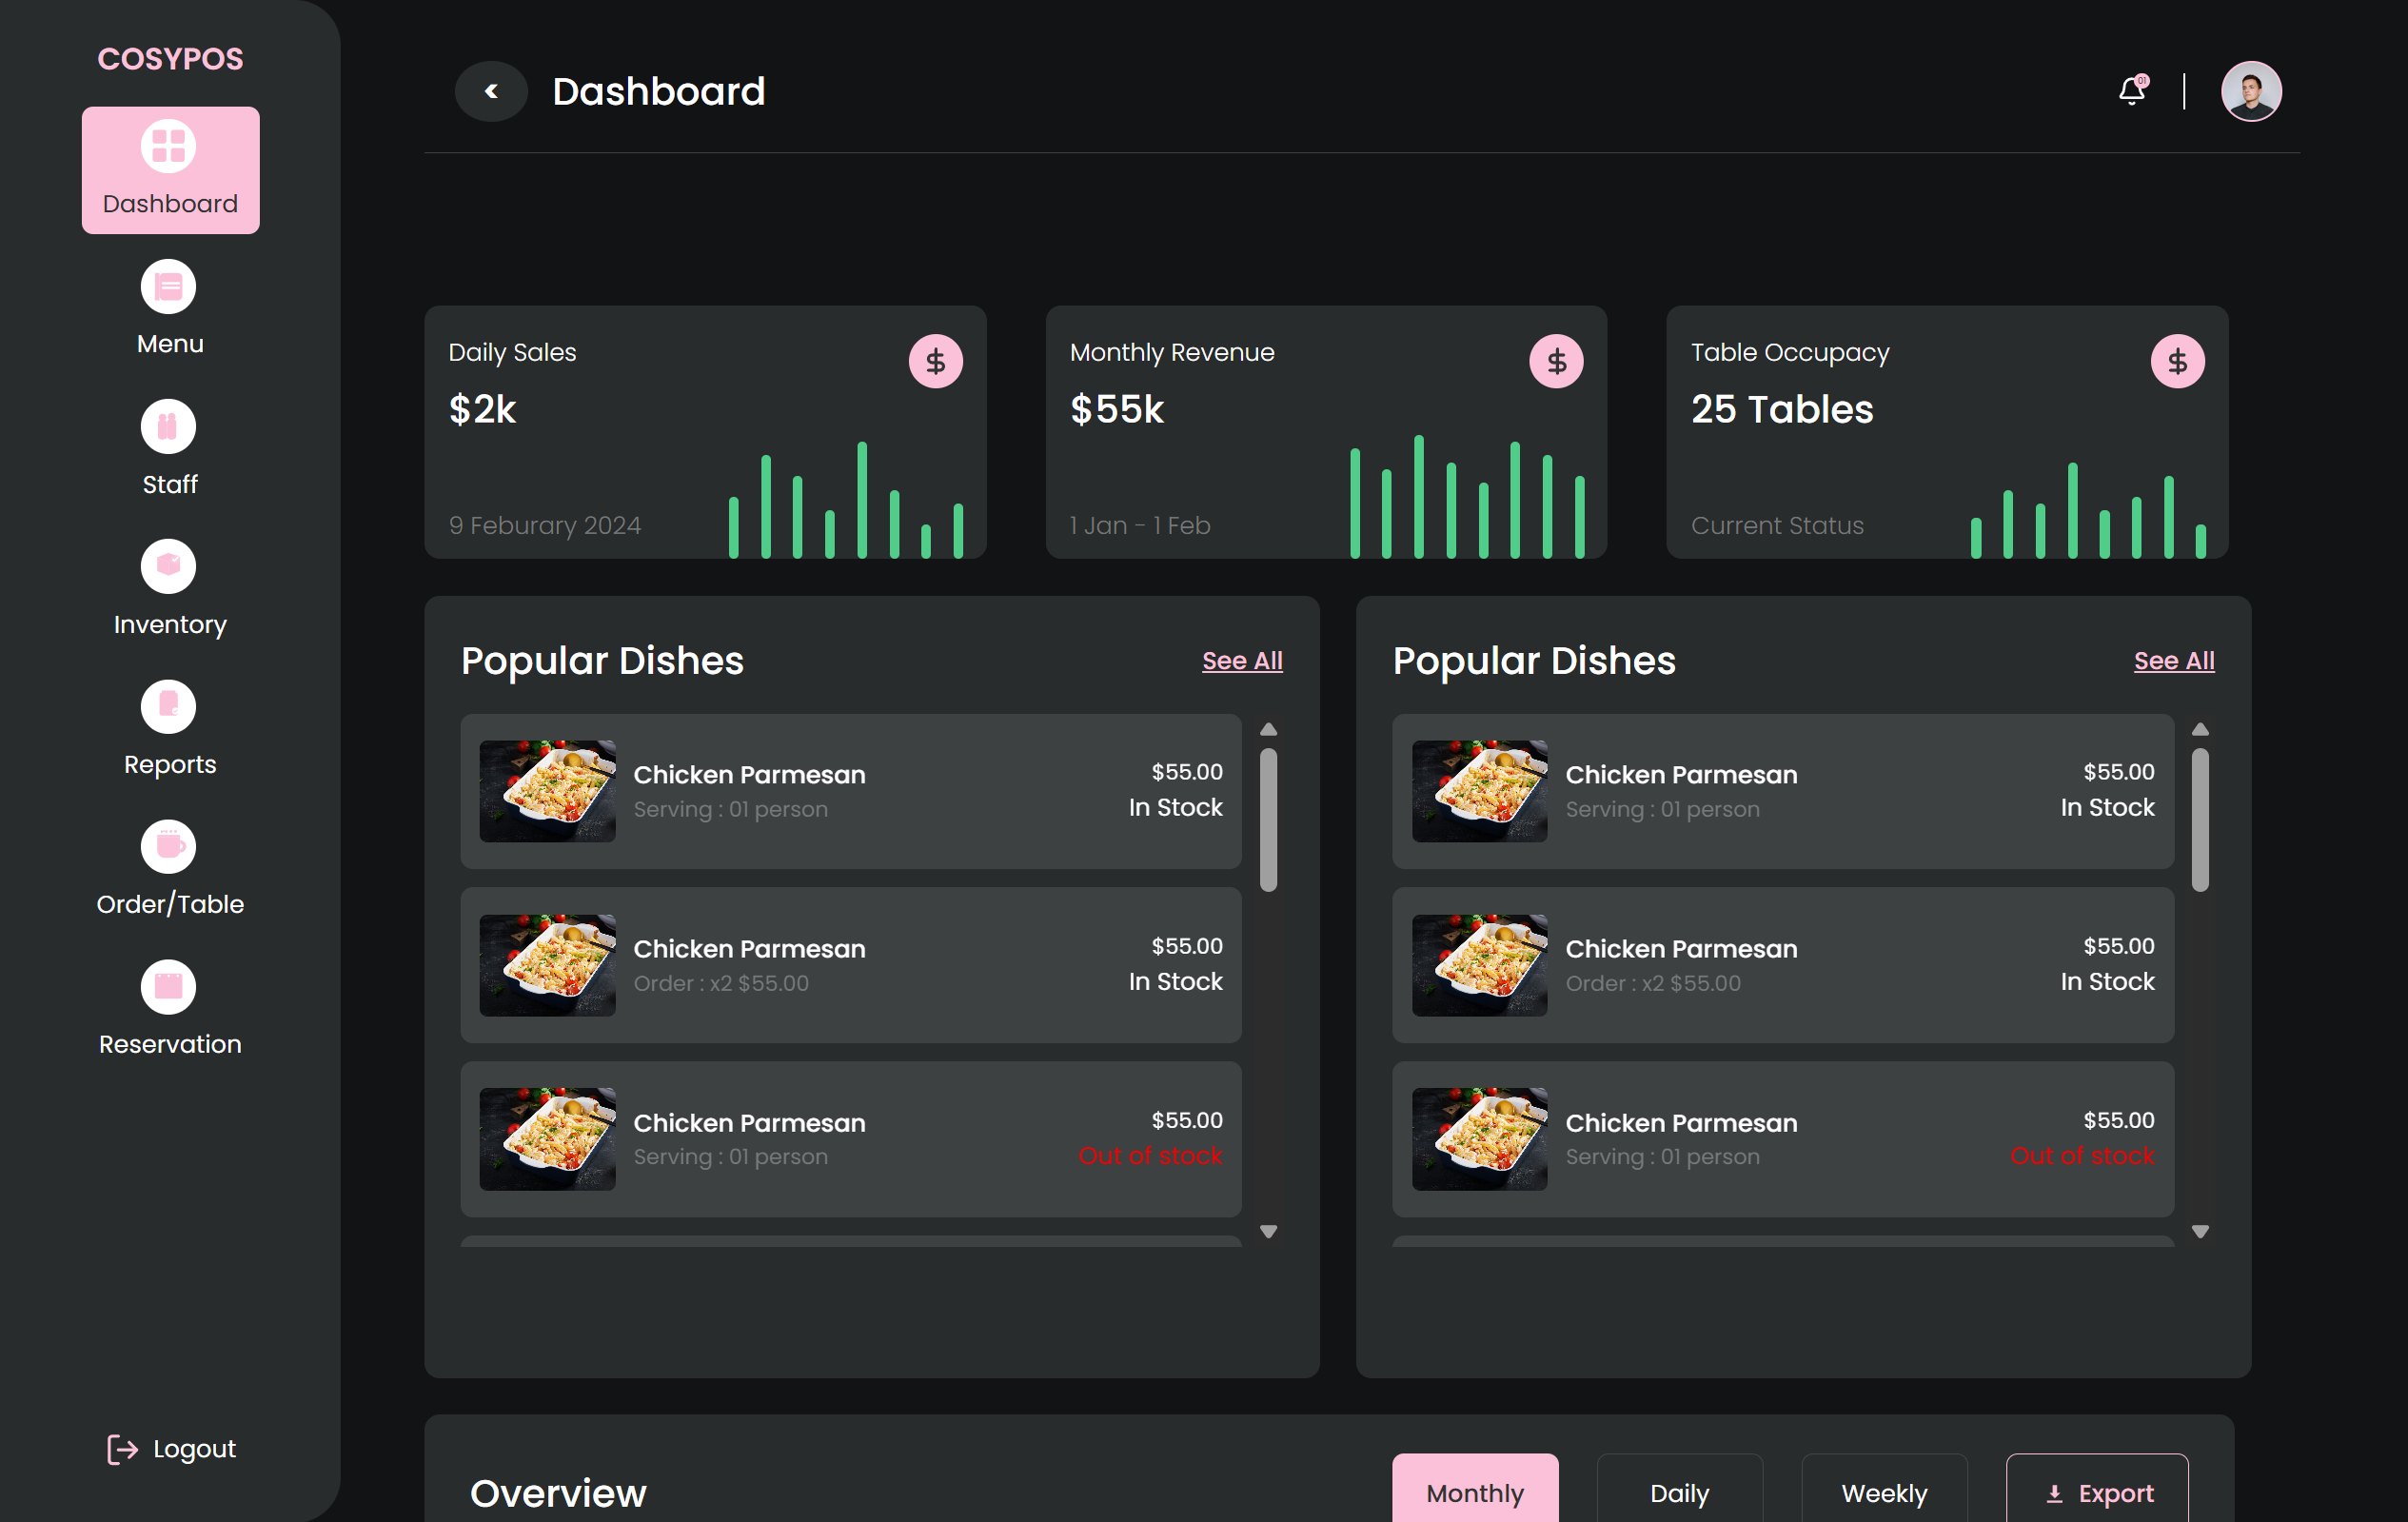 COSYPOS
Dashboard
Menu
Staff
Inventory
Reports
Order/Table
Reservation
Logout
Dashboard
01
Daily Sales
$2k
9 Feburary 2024
Monthly Revenue
$55k
1 Jan - 1 Feb
Table Occupacy
25 Tables
Current Status
Popular Dishes
See All
Chicken Parmesan
Serving : 01 person
$55.00
In Stock
Chicken Parmesan
Order : x2 $55.00
$55.00
In Stock
Chicken Parmesan
Serving : 01 person
$55.00
Out of stock
Popular Dishes
See All
Chicken Parmesan
Serving : 01 person
$55.00
In Stock
Chicken Parmesan
Order : x2 $55.00
$55.00
In Stock
Chicken Parmesan
Serving : 01 person
$55.00
Out of stock
Overview
Monthly
Daily
Weekly
Export